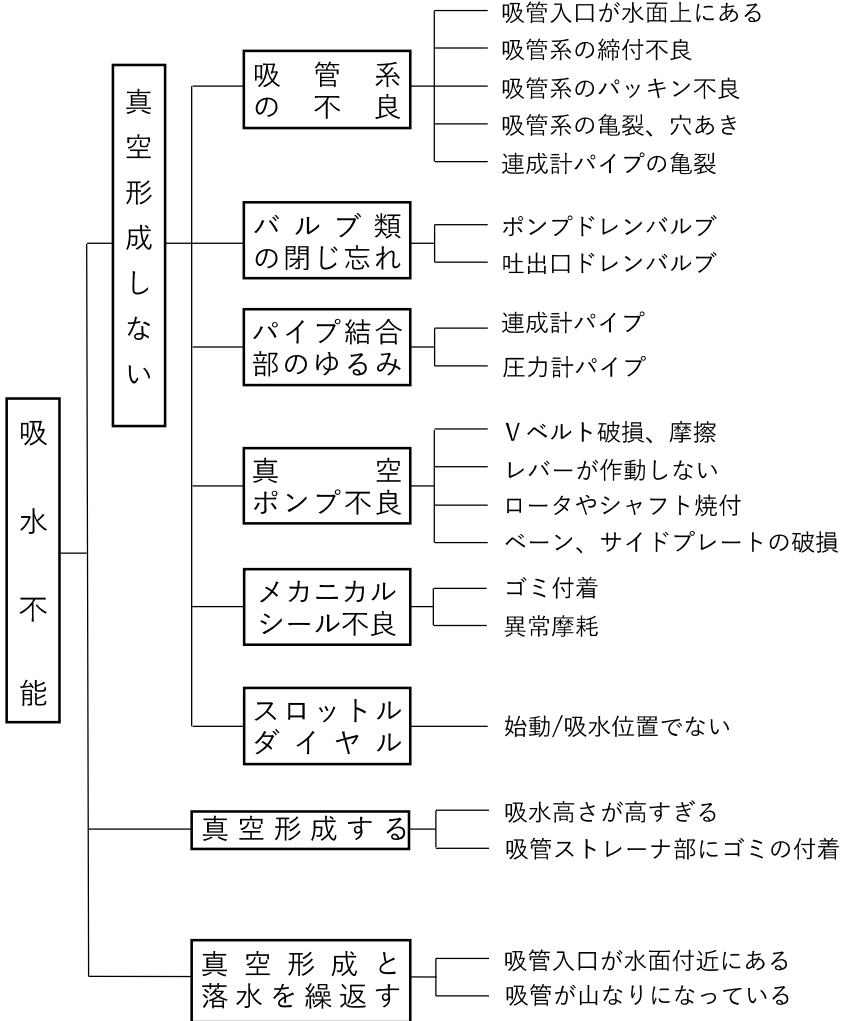 吸水不能
真空形成しない
吸管系
の不良
吸管入口が水面上にある
吸管系の締付不良
吸管系のパッキン不良
吸管系の亀裂、穴あき
連成計パイプの亀裂
バルブ類
の閉じ忘れ
ポンプドレンバルブ
吐出口ドレンバルブ
パイプ結合
部のゆるみ
連成計パイプ
圧力計パイプ
真空
ポンプ不良
Vベルト破損、摩擦
レバーが作動しない
ロータやシャフト焼付
ベーン、サイドプレートの破損
メカニカル
シール不良
ゴミ付着
異常摩耗
スロットル
ダイヤル
始動/吸水位置でない
真空形成する
吸水高さが高すぎる
吸管ストレーナ部にゴミの付着
真空形成と
落水を繰返す
吸管入口が水面付近にある
吸管が山なりになっている